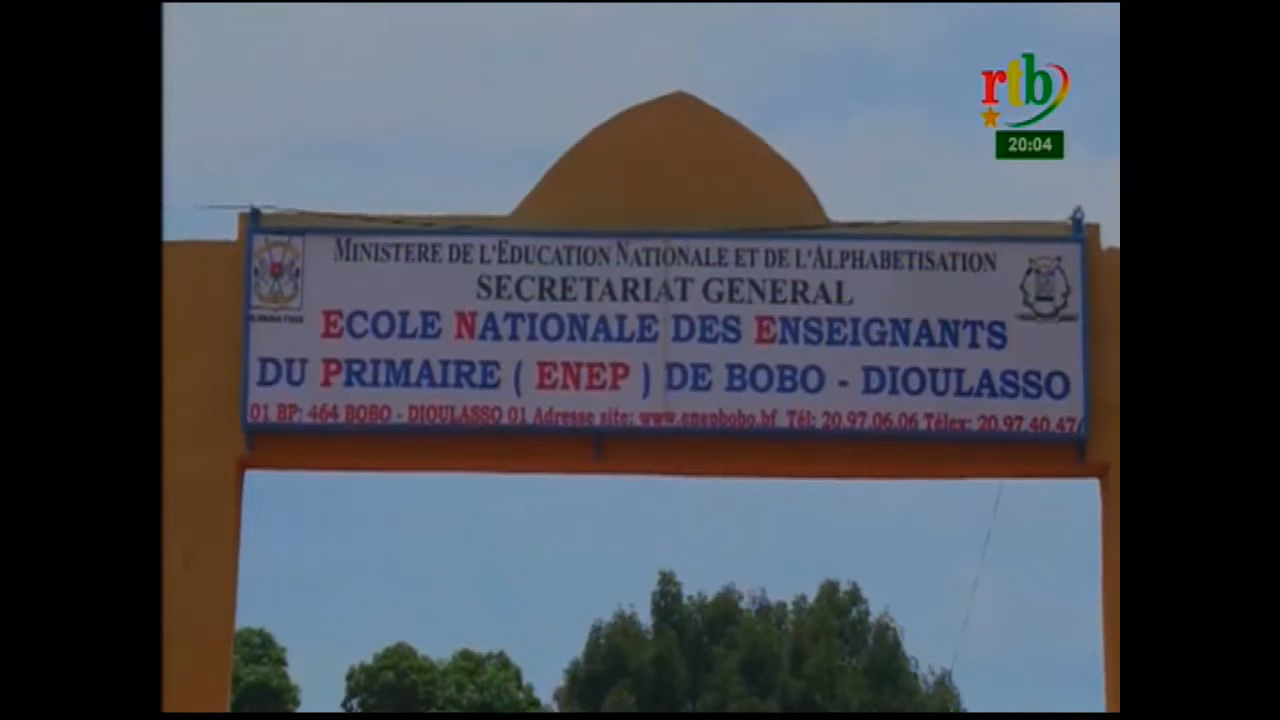 rtb
20:04
MINISTERE DE L'EDUCATION NATIONALE ET DE L'ALPHABETISATION
SECRETARIAT GENERAL
ECOLE NATIONALE DES ENSEIGNANTS
DU PRIMAIRE ( ENEP ) DE BOBO - DIOULASSO
01 BP: 464 BOBO - DIOULASSO 01 Adresse site: www.enepbobo.bf Tél: 20.97.06.06 Télex: 20.97.40.47